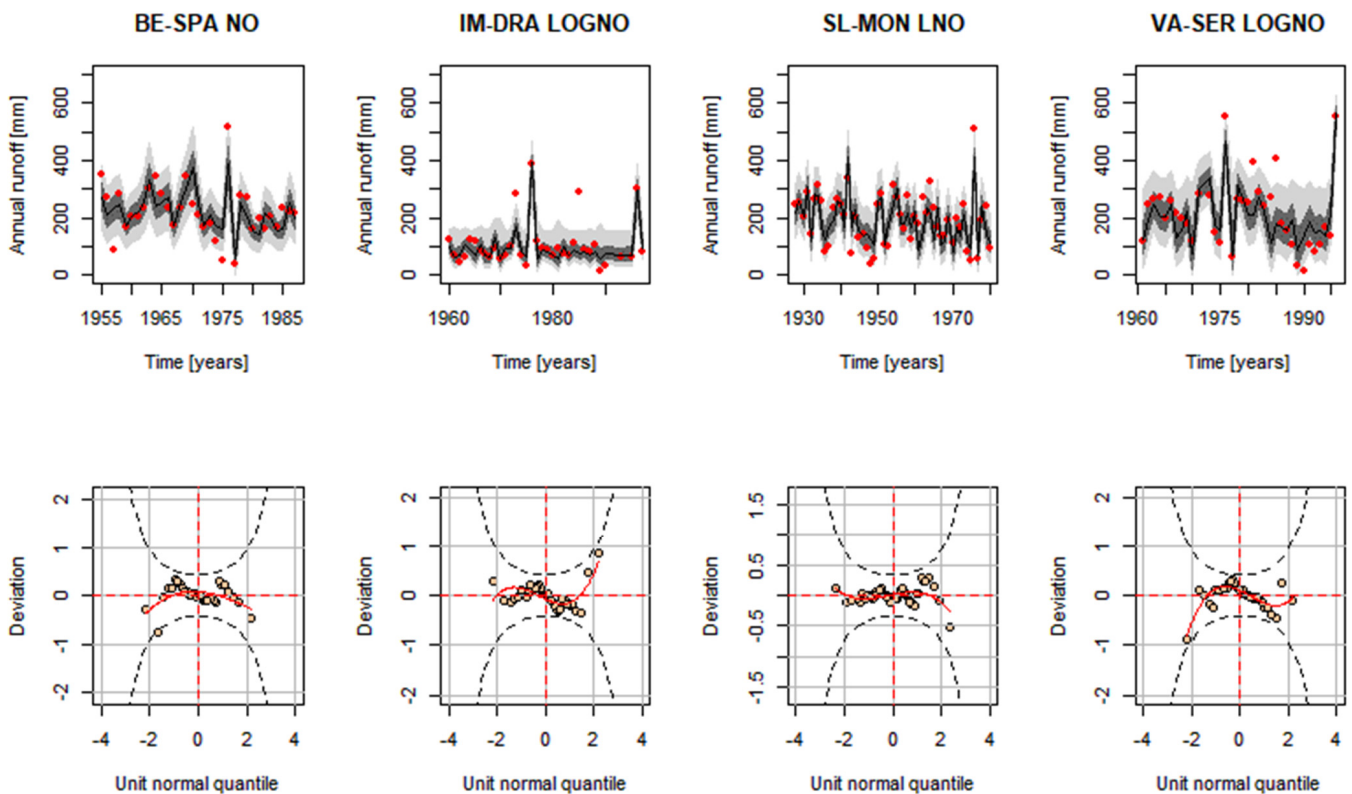 BE-SPA NO
IM-DRA LOGNO
SL-MON LNO
VA-SER LOGNO
Annual runoff [mm]
600
400
200
0
1955 1965 1975 1985
Time [years]
Annual runoff [mm]
600
400
200
0
1960 1980
Time [years]
Annual runoff [mm]
600
400
200
0
1930 1950 1970
Time [years]
Annual runoff [mm]
600
400
200
0
1960 1975 1990
Time [years]
Deviation
2
1
0
-1
-2
-4 -2 0 2 4
Unit normal quantile
Deviation
2
1
0
-1
-2
-4 -2 0 2 4
Unit normal quantile
Deviation
1.5
0.5
-0.5
-1.5
-4 -2 0 2 4
Unit normal quantile
Deviation
2
1
0
-1
-2
-4 -2 0 2 4
Unit normal quantile